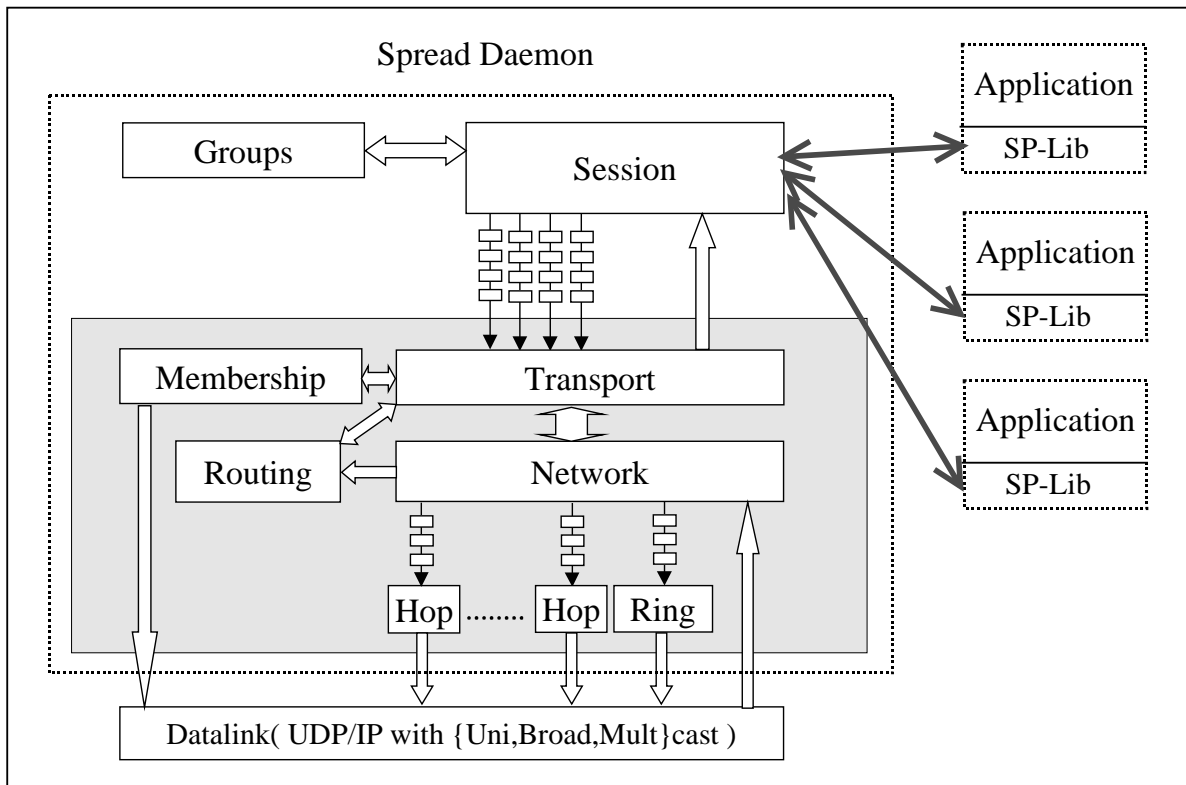 Spread Daemon
Groups
Session
Application
SP-Lib
Application
SP-Lib
Membership
Transport
Application
SP-Lib
Routing
Network
Hop ........ Hop Ring
Datalink( UDP/IP with {Uni,Broad,Mult}cast )